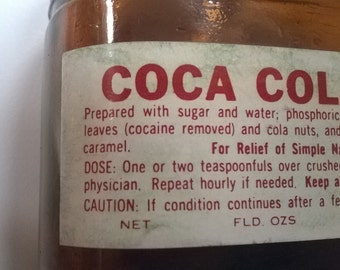 COCA COL
Prepared with sugar and water; phosphoric
leaves (cocaine removed) and cola nuts, and
caramel. For Relief of Simple Na
DOSE: One or two teaspoonfuls over crushe
physician. Repeat hourly if needed. Keep a
CAUTION: If condition continues after a fe
NET FLD. OZS